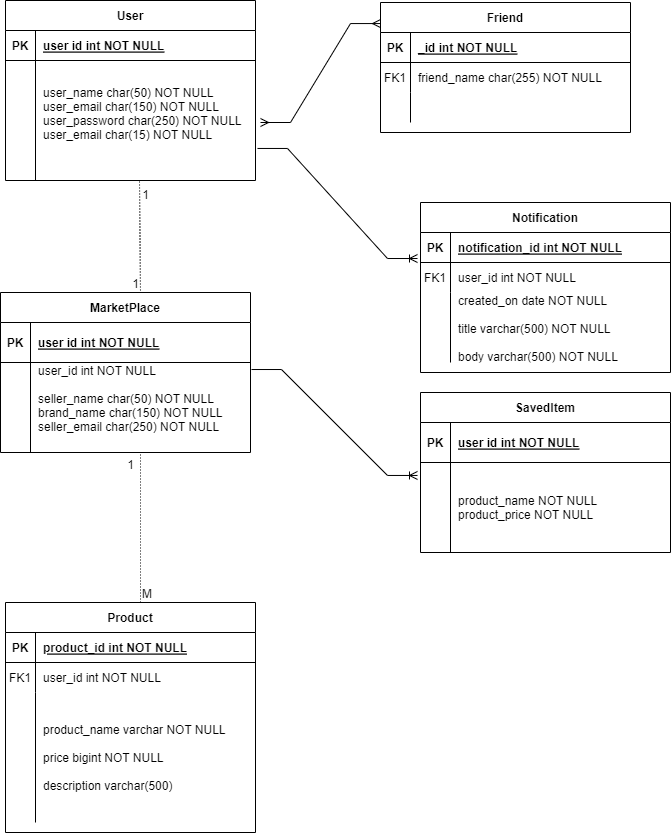 User
PK user id int NOT NULL
user_name char(50) NOT NULL
user_email char(150) NOT NULL
user_password char(250) NOT NULL
user_email char(15) NOT NULL
Friend
PK _id int NOT NULL
FK1 friend_name char(255) NOT NULL
1
1
Notification
PK notification_id int NOT NULL
FK1 user_id int NOT NULL
created_on date NOT NULL
title varchar(500) NOT NULL
body varchar(500) NOT NULL
MarketPlace
PK user id int NOT NULL
user_id int NOT NULL
seller_name char(50) NOT NULL
brand_name char(150) NOT NULL
seller_email char(250) NOT NULL
SavedItem
PK user id int NOT NULL
product_name NOT NULL
product_price NOT NULL
1
M
Product
PK product_id int NOT NULL
FK1 user_id int NOT NULL
product_name varchar NOT NULL
price bigint NOT NULL
description varchar(500)